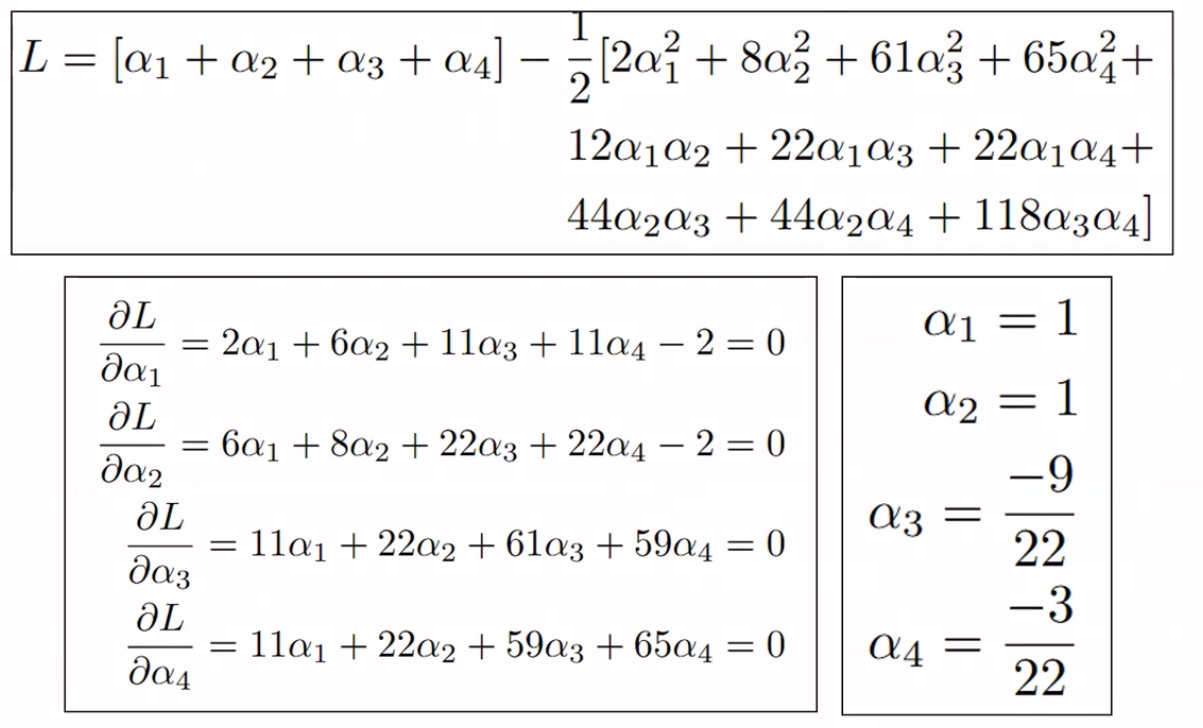 L = [α₁ + α₂ + α₃ + α₄] − 1/2[2α₁² + 8α₂² + 61α₃² + 65α₄²+
12α₁α₂ + 22α₁α₃ + 22α₁α₄+
44α₂α₃ + 44α₂α₄ + 118α₃α₄]
∂L/∂α₁ = 2α₁ + 6α₂ + 11α₃ + 11α₄ − 2 = 0
∂L/∂α₂ = 6α₁ + 8α₂ + 22α₃ + 22α₄ − 2 = 0
∂L/∂α₃ = 11α₁ + 22α₂ + 61α₃ + 59α₄ = 0
∂L/∂α₄ = 11α₁ + 22α₂ + 59α₃ + 65α₄ = 0
α₁ = 1
α₂ = 1
α₃ = −9/22
α₄ = −3/22